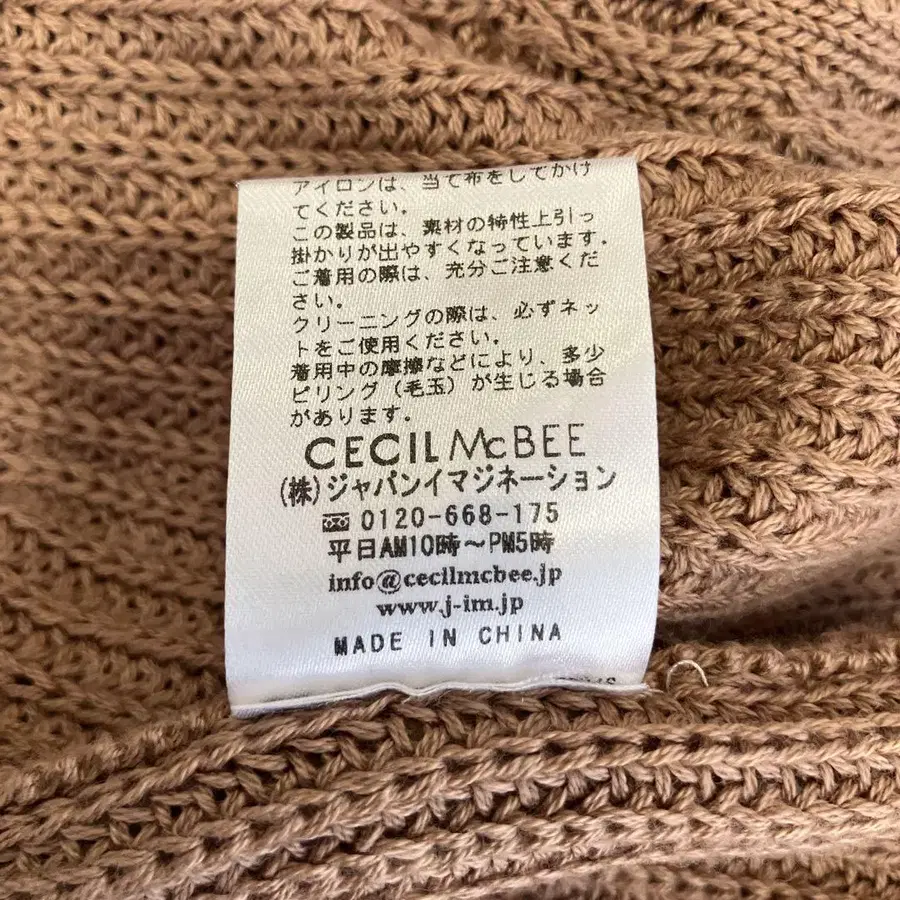 アイロンは、当て布をしてかけ
てください。
この製品は、素材の特性上引っ
掛かりが出やすくなっています。
ご着用の際は、充分ご注意くだ
さい。
クリーニングの際は、必ずネッ
トをご使用ください。
着用中の摩擦などにより、多少
ピリング(毛玉)が生じる場合
があります。
CECIL McBEE
(株)ジャパンイマジネーション
0120-668-175
平日AM10時～PM5時
info@cecilmcbee.jp
www.j-im.jp
MADE IN CHINA